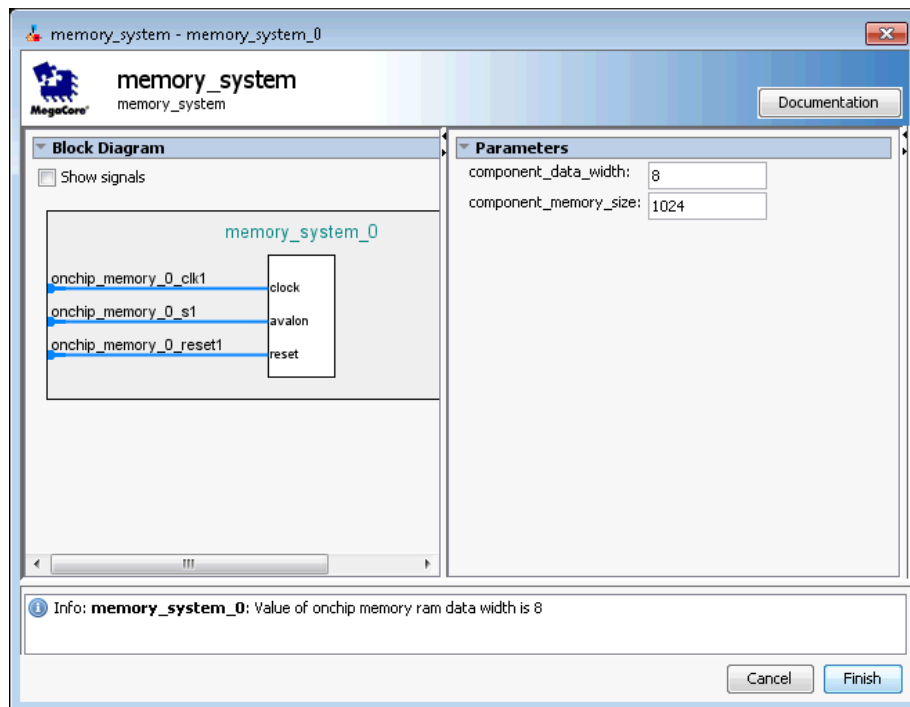 memory_system - memory_system_0
memory_system
memory_system
MegaCore®
Documentation
Block Diagram
Show signals
memory_system_0
onchip_memory_0_clk1
clock
onchip_memory_0_s1
avalon
onchip_memory_0_reset1
reset
Parameters
component_data_width: 8
component_memory_size: 1024
Info: memory_system_0: Value of onchip memory ram data width is 8
Cancel
Finish